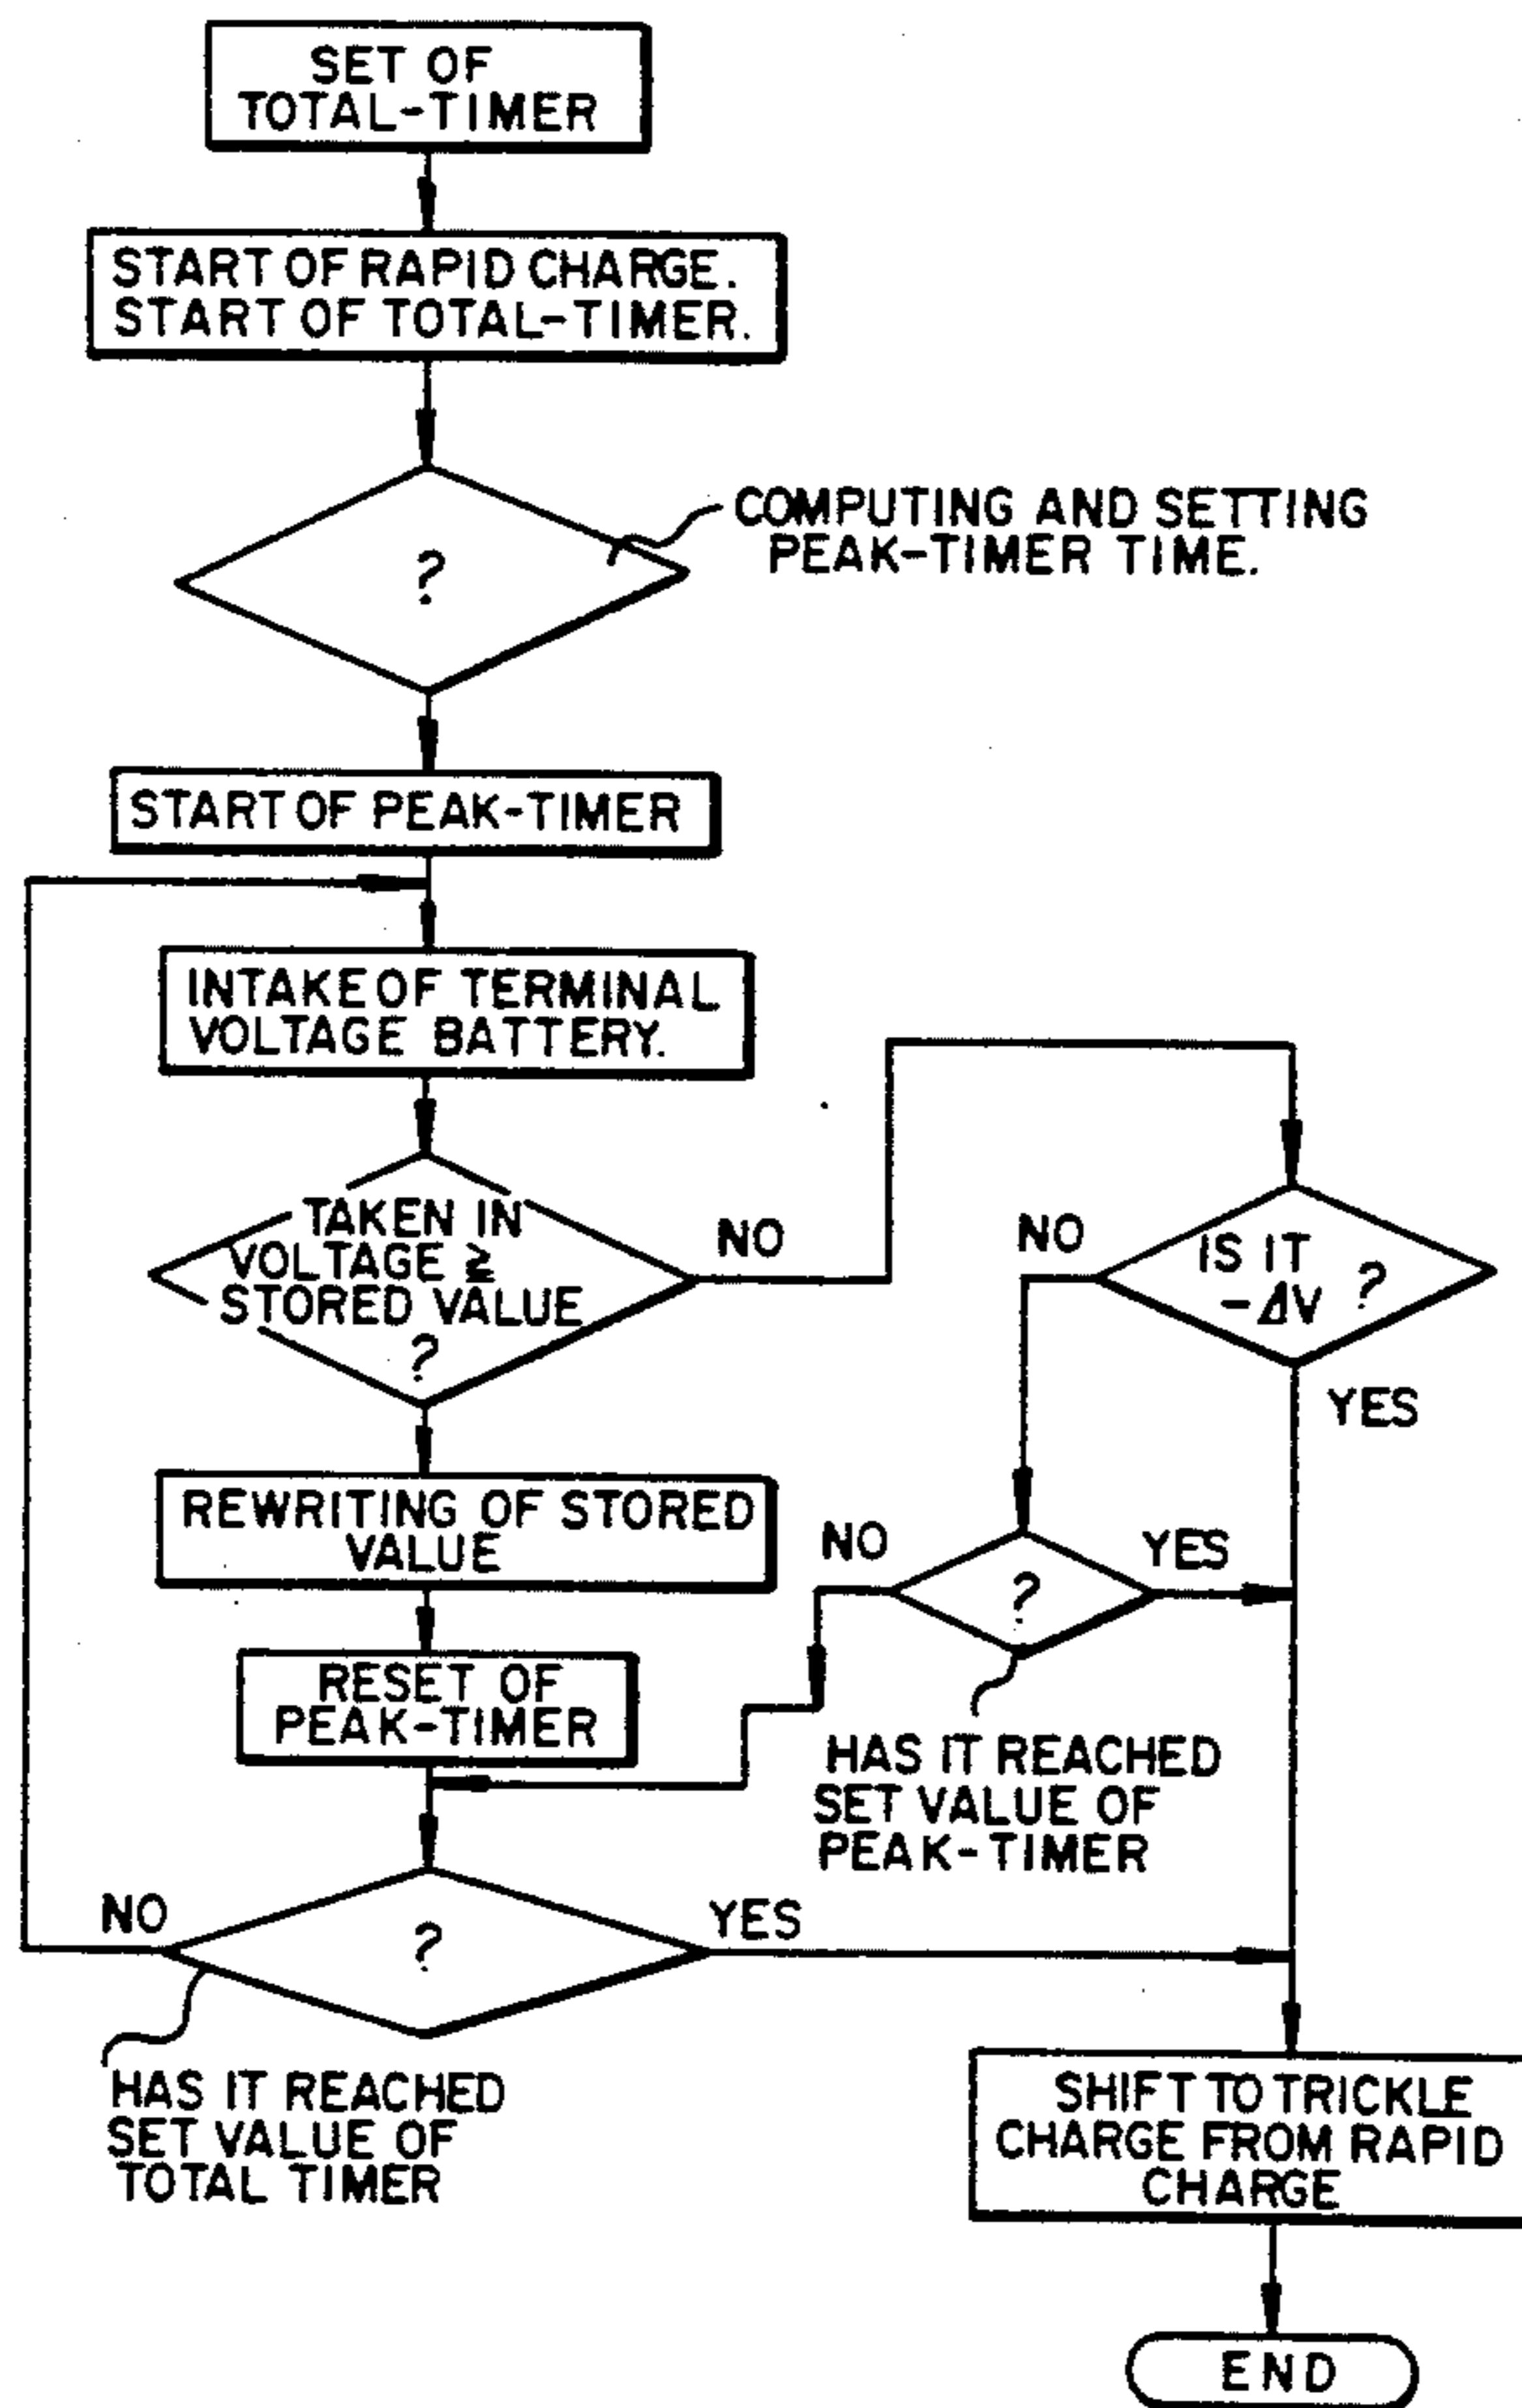 SET OF
TOTAL-TIMER
START OF RAPID CHARGE.
START OF TOTAL-TIMER.
?
COMPUTING AND SETTING
PEAK-TIMER TIME.
START OF PEAK-TIMER
INTAKE OF TERMINAL
VOLTAGE BATTERY.
TAKEN IN
VOLTAGE ≧
STORED VALUE
?
NO
NO
IS IT
-ΔV ?
YES
REWRITING OF STORED
VALUE
NO
?
YES
RESET OF
PEAK-TIMER
HAS IT REACHED
SET VALUE OF
PEAK-TIMER
NO
?
YES
HAS IT REACHED
SET VALUE OF
TOTAL TIMER
SHIFT TO TRICKLE
CHARGE FROM RAPID
CHARGE
END